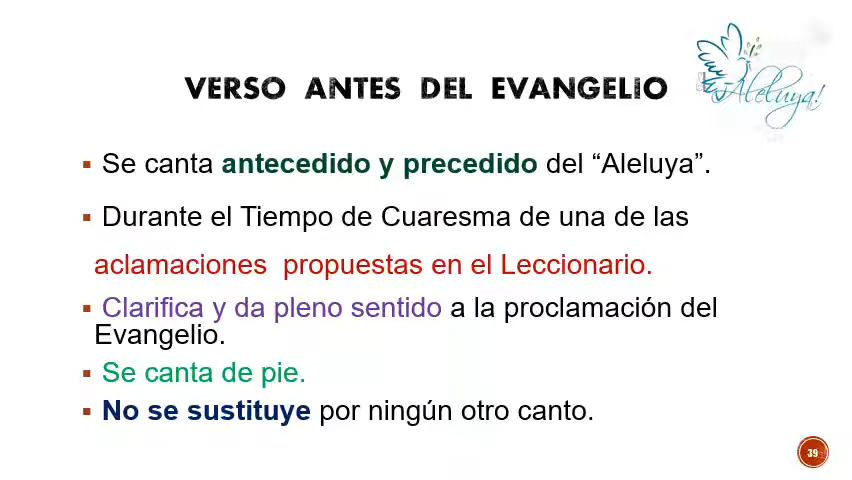 VERSO ANTES DEL EVANGELIO
Aleluya!
Se canta antecedido y precedido del “Aleluya”.
Durante el Tiempo de Cuaresma de una de las
aclamaciones propuestas en el Leccionario.
Clarifica y da pleno sentido a la proclamación del
Evangelio.
Se canta de pie.
No se sustituye por ningún otro canto.
39